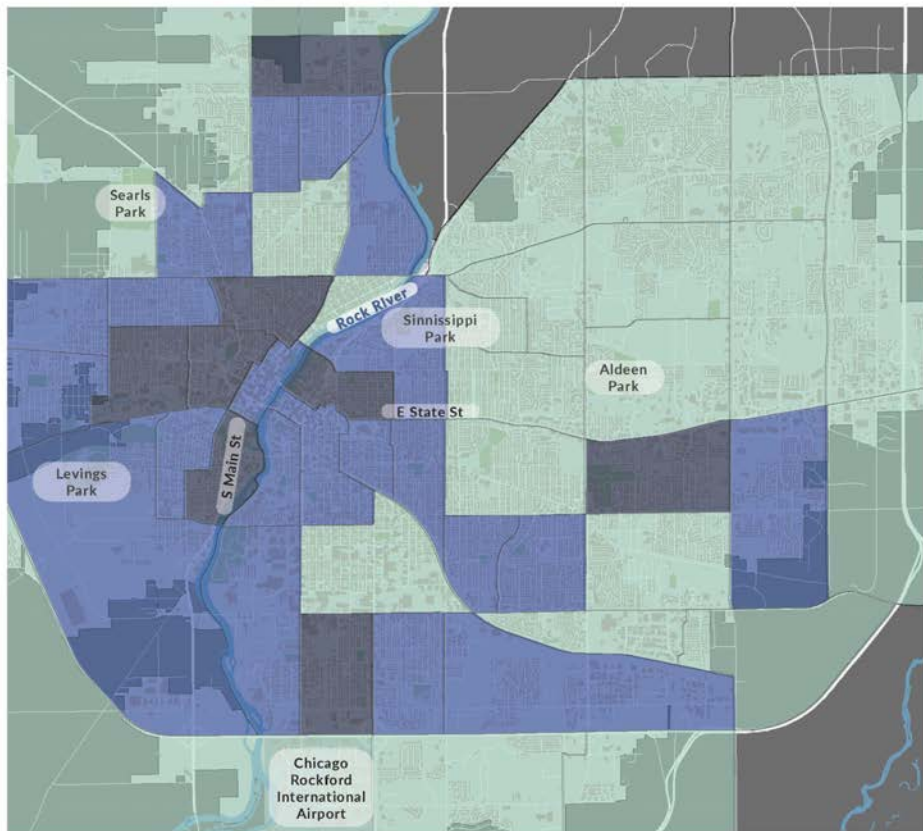 Searls
Park
Rock River
Sinnissippi
Park
Aldeen
Park
E State St
S Main St
Levings
Park
Chicago
Rockford
International
Airport